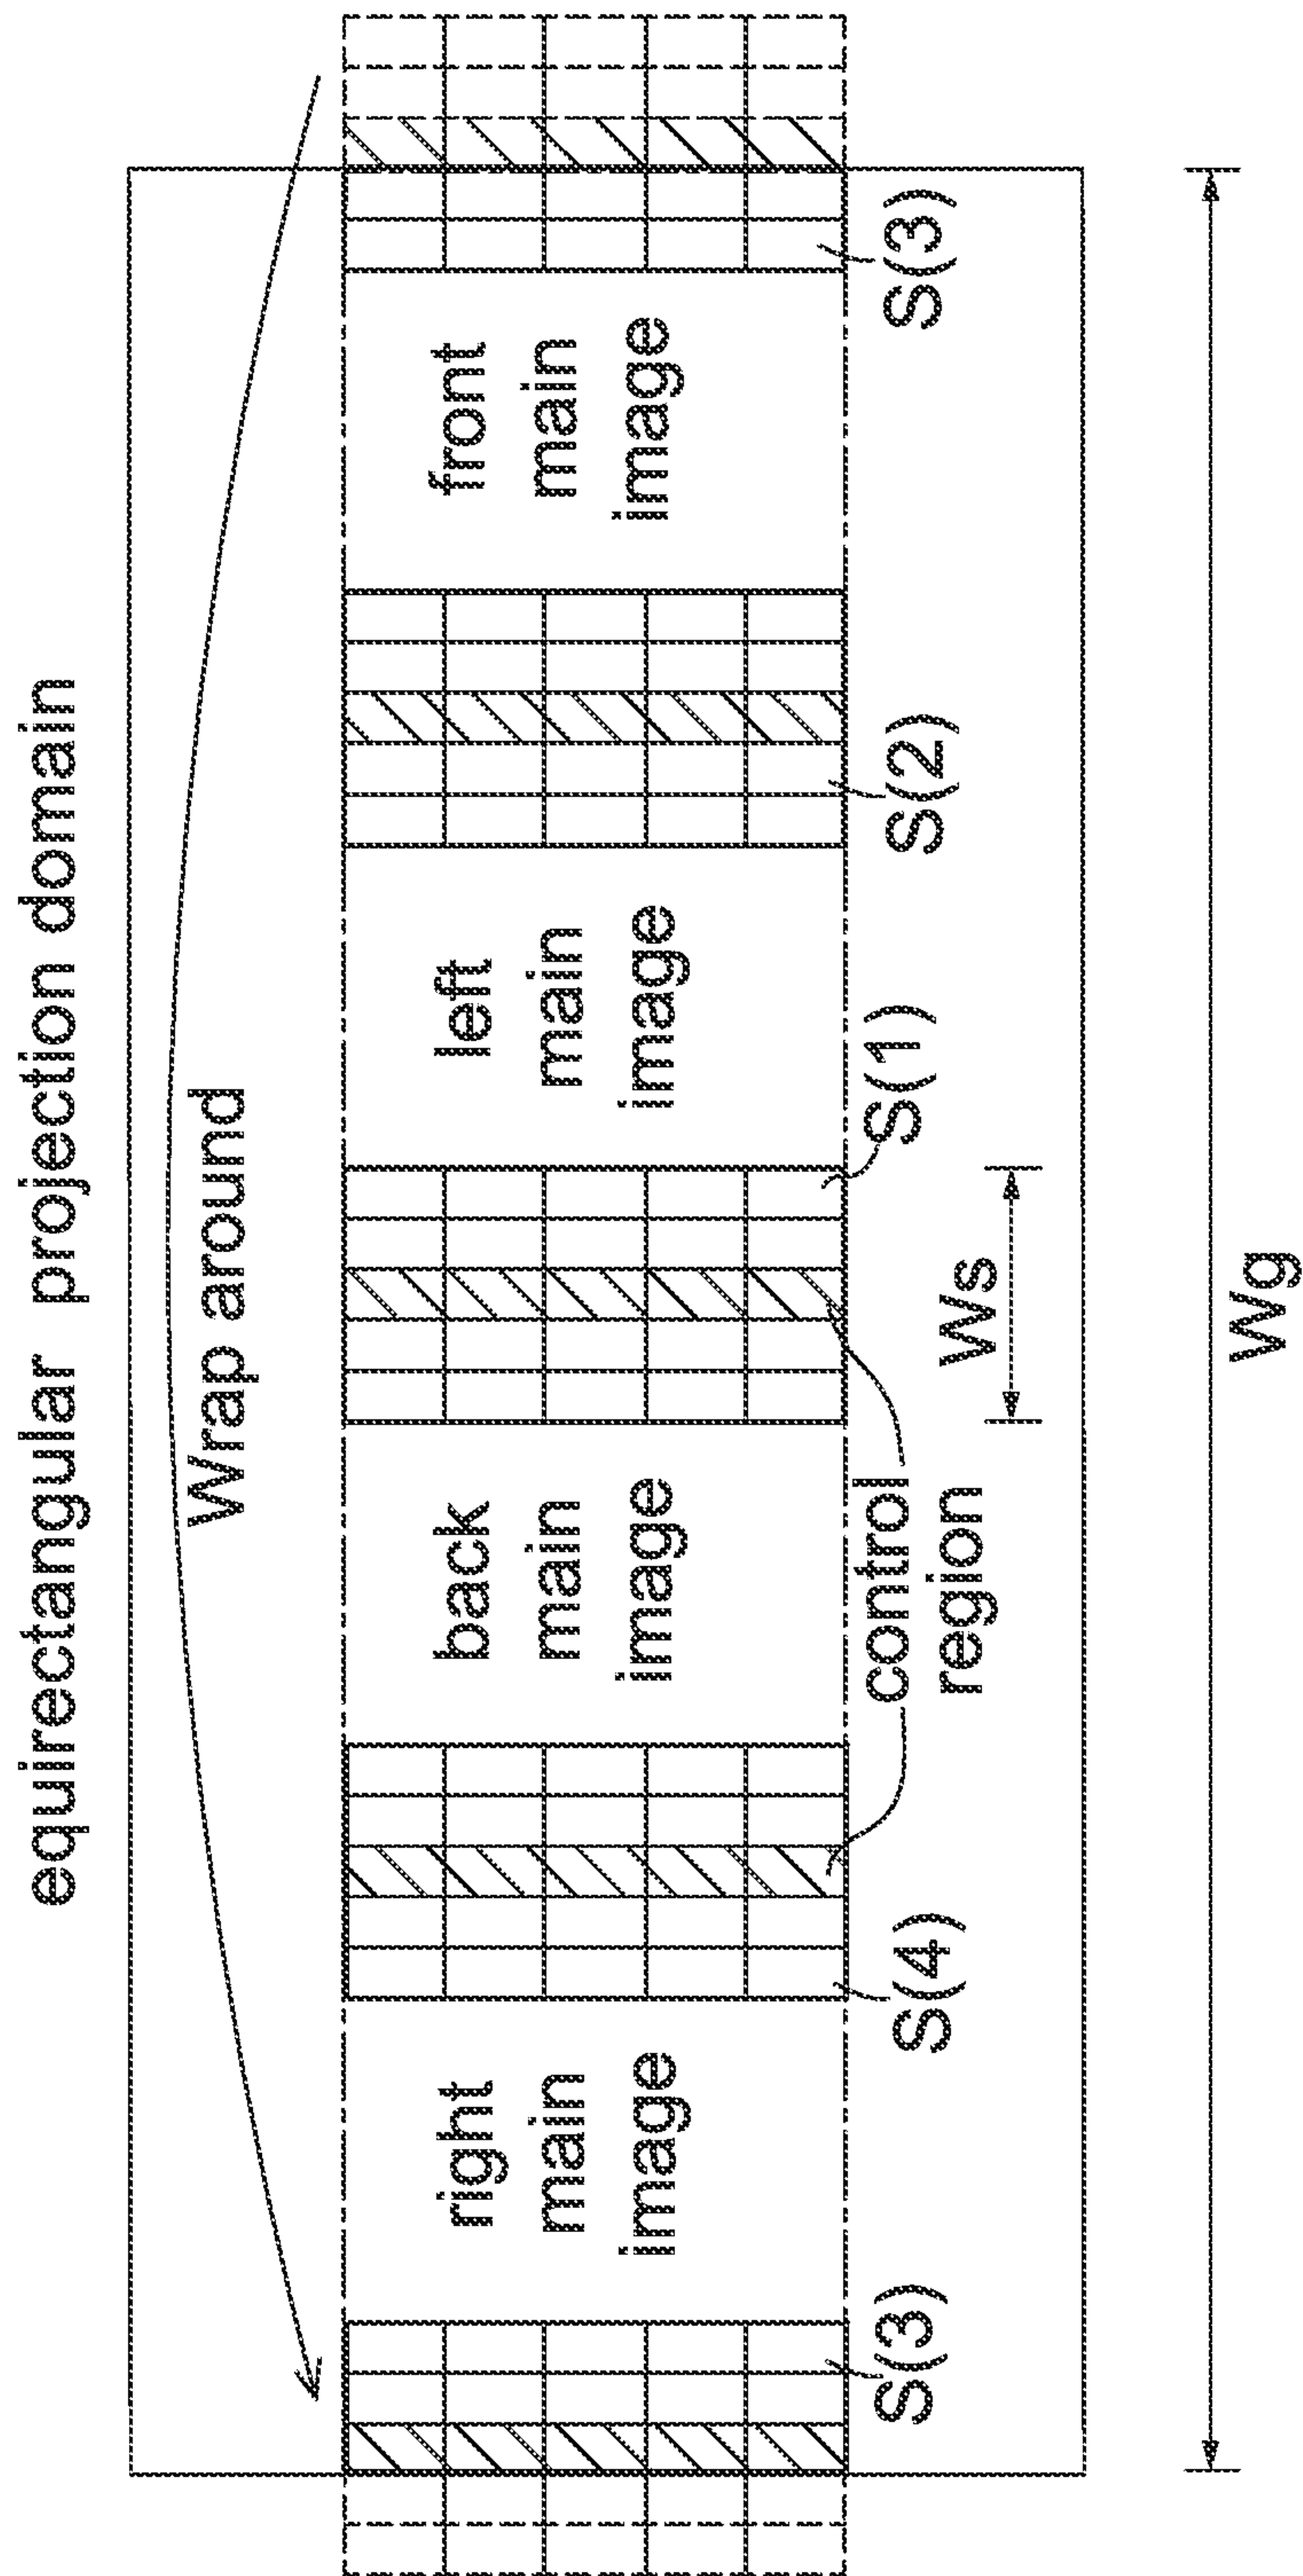 equirectangular projection domain
Wrap around
right
main
image
back
main
image
left
main
image
front
main
image
S(3)
S(4)
control
region
S(1)
S(2)
S(3)
Ws
Wg